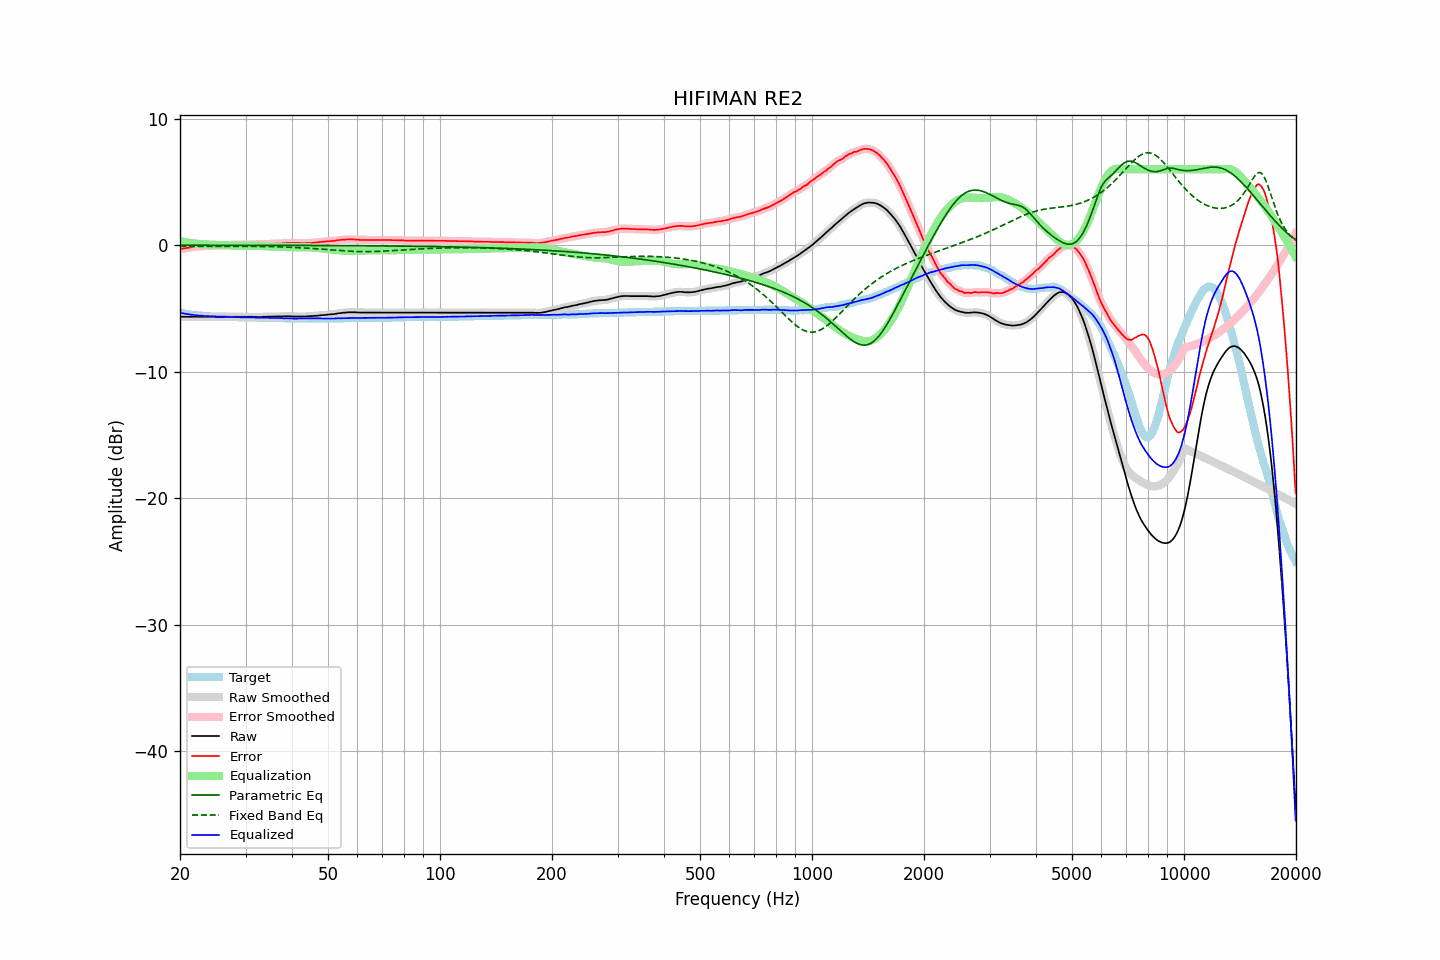 HIFIMAN RE2
10
0
−10
−20
−30
−40
Amplitude (dBr)
Target
Raw Smoothed
Error Smoothed
Raw
Error
Equalization
Parametric Eq
Fixed Band Eq
Equalized
20 50 100 200 500 1000 2000 5000 10000 20000
Frequency (Hz)